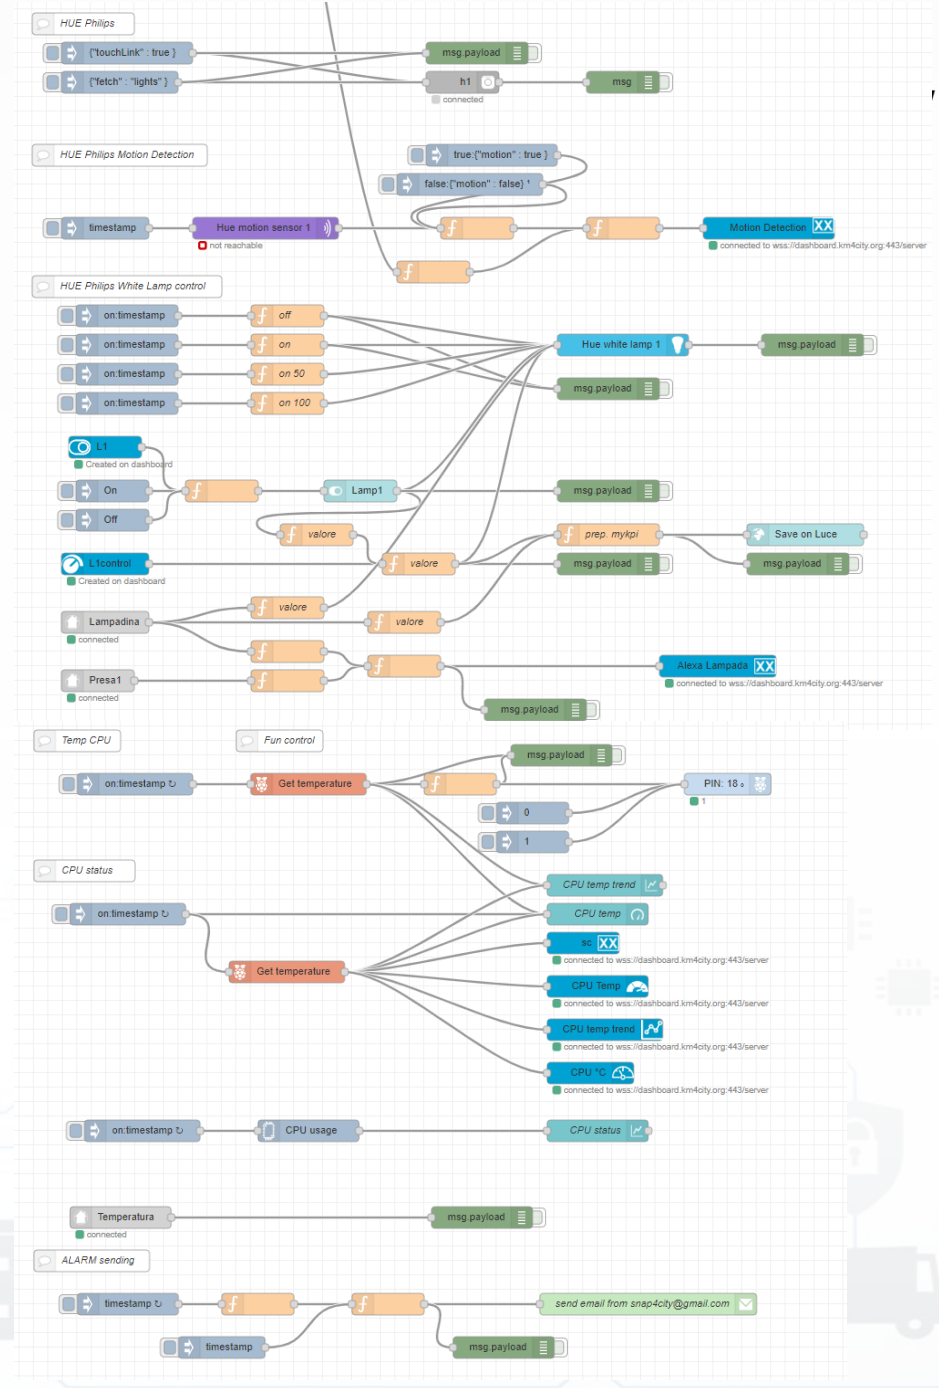 HUE Philips
{"touchLink" : true }
msg.payload
{"fetch" : "lights" }
h1
msg
connected
HUE Philips Motion Detection
true:{"motion" : true }
false:{"motion" : false}
timestamp
Hue motion sensor 1
f
f
Motion Detection
XX
not reachable
connected to wss://dashboard.km4city.org:443/server
f
HUE Philips White Lamp control
on:timestamp
f
off
on:timestamp
f
on
Hue white lamp 1
msg.payload
on:timestamp
f
on 50
msg.payload
on:timestamp
f
on 100
L1
Created on dashboard
On
f
Lamp1
msg.payload
Off
f
valore
f
prep. mykpi
Save on Luce
L1control
f
valore
msg.payload
msg.payload
Created on dashboard
f
valore
Lampadina
f
valore
connected
f
f
Alexa Lampada
XX
Presa1
f
connected to wss://dashboard.km4city.org:443/server
connected
msg.payload
Temp CPU
Fun control
msg.payload
on:timestamp ↻
Get temperature
f
PIN: 18
1
0
1
CPU status
CPU temp trend
on:timestamp ↻
CPU temp
sc
XX
connected to wss://dashboard.km4city.org:443/server
Get temperature
CPU Temp
connected to wss://dashboard.km4city.org:443/server
CPU temp trend
connected to wss://dashboard.km4city.org:443/server
CPU °C
connected to wss://dashboard.km4city.org:443/server
on:timestamp ↻
CPU usage
CPU status
Temperatura
msg.payload
connected
ALARM sending
timestamp ↻
f
f
send email from snap4city@gmail.com
timestamp
msg.payload